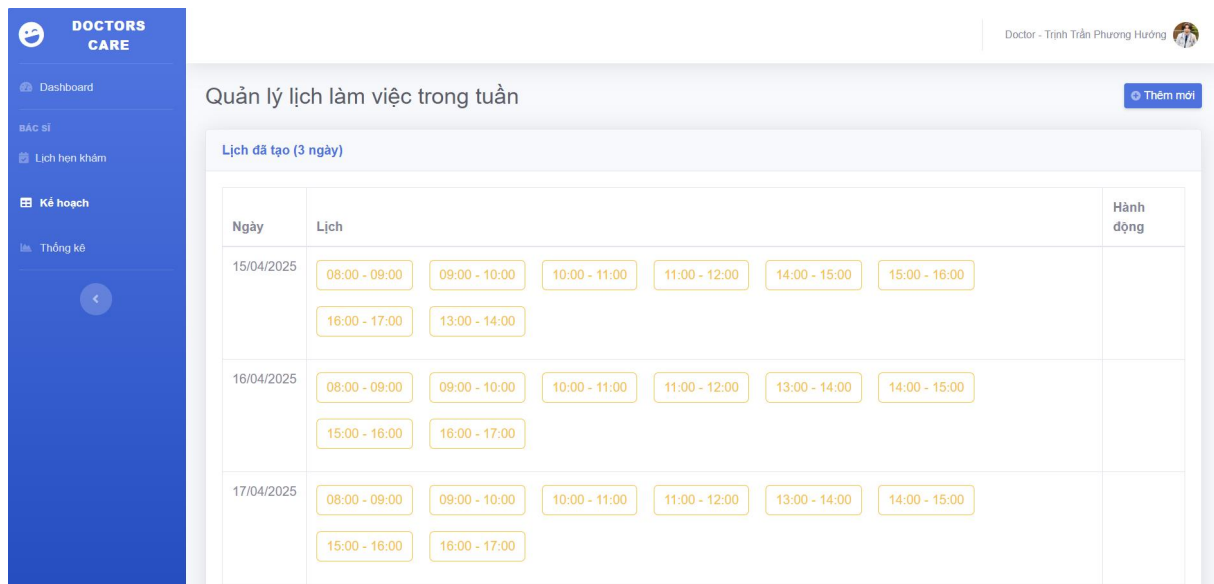 DOCTORS
CARE
Doctor - Trịnh Trần Phương Hướng
Dashboard
BÁC SĨ
Lịch hẹn khám
Kế hoạch
Thống kê
Quản lý lịch làm việc trong tuần
Thêm mới
Lịch đã tạo (3 ngày)
Ngày Lịch Hành động
15/04/2025 08:00 - 09:00 09:00 - 10:00 10:00 - 11:00 11:00 - 12:00 14:00 - 15:00 15:00 - 16:00
16:00 - 17:00 13:00 - 14:00
16/04/2025 08:00 - 09:00 09:00 - 10:00 10:00 - 11:00 11:00 - 12:00 13:00 - 14:00 14:00 - 15:00
15:00 - 16:00 16:00 - 17:00
17/04/2025 08:00 - 09:00 09:00 - 10:00 10:00 - 11:00 11:00 - 12:00 13:00 - 14:00 14:00 - 15:00
15:00 - 16:00 16:00 - 17:00